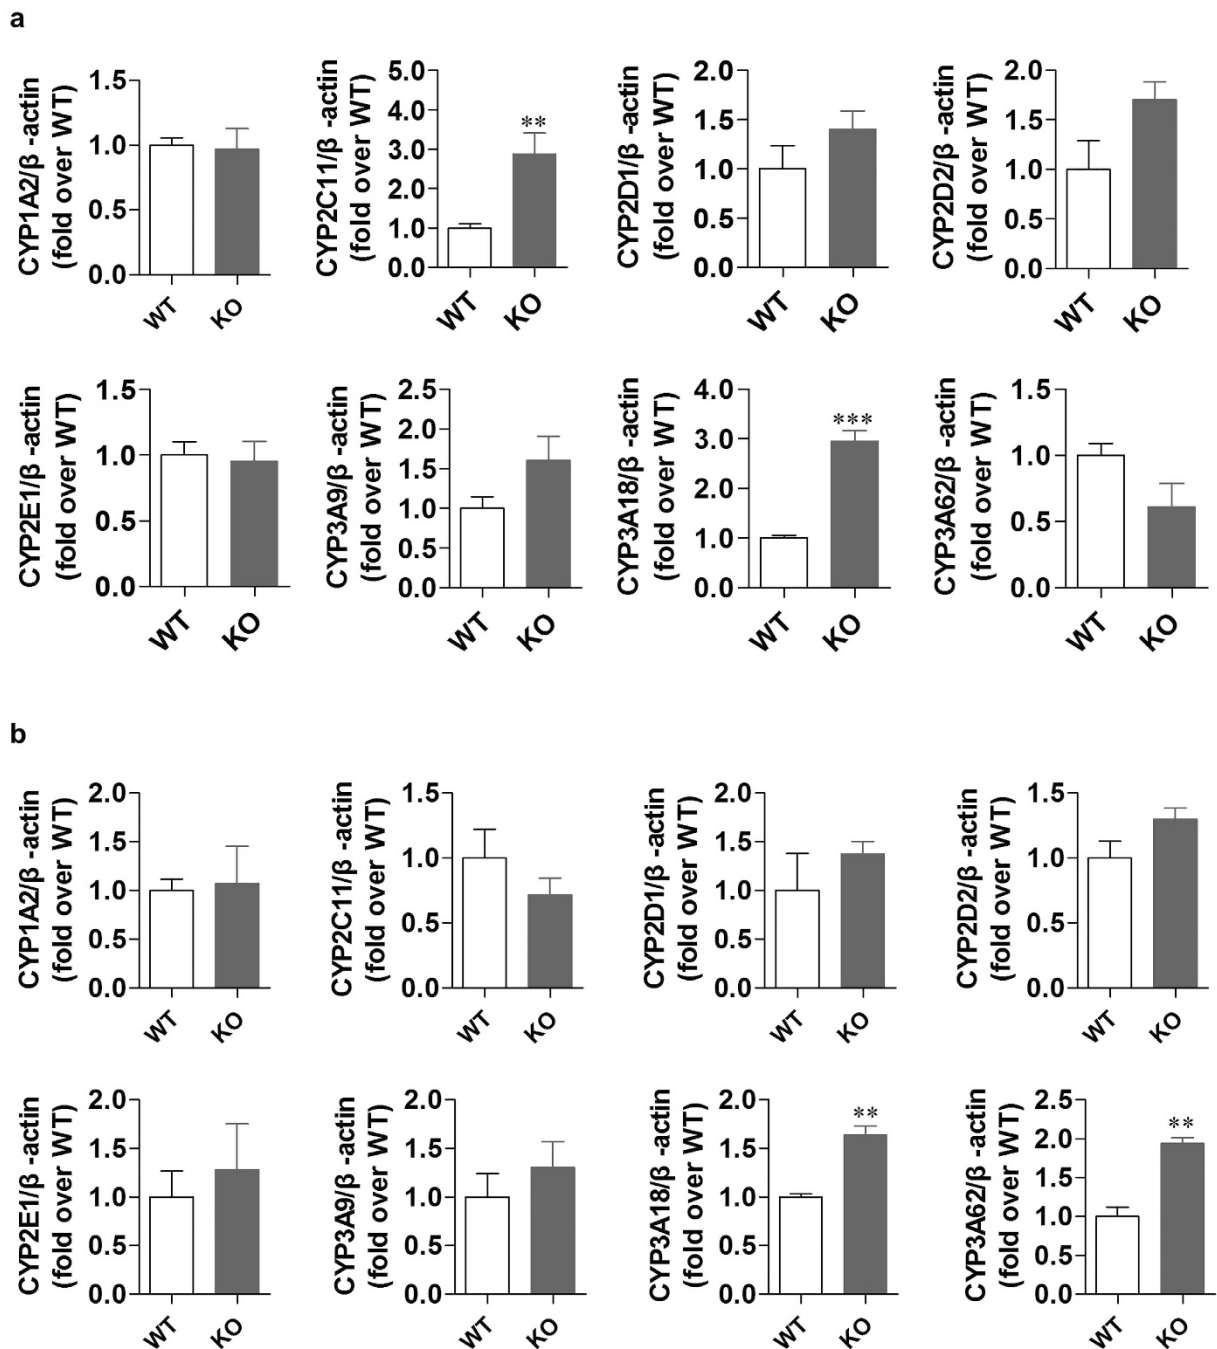 a
CYP1A2/β -actin
(fold over WT)
1.5
1.0
0.5
0.0
WT
KO
CYP2C11/β -actin
(fold over WT)
5.0
4.0
3.0
2.0
1.0
0.0
**
WT
KO
CYP2D1/β -actin
(fold over WT)
2.0
1.5
1.0
0.5
0.0
WT
KO
CYP2D2/β -actin
(fold over WT)
2.0
1.5
1.0
0.5
0.0
WT
KO
CYP2E1/β -actin
(fold over WT)
1.5
1.0
0.5
0.0
WT
KO
CYP3A9/β -actin
(fold over WT)
2.5
2.0
1.5
1.0
0.5
0.0
WT
KO
CYP3A18/β -actin
(fold over WT)
4.0
3.0
2.0
1.0
0.0
***
WT
KO
CYP3A62/β -actin
(fold over WT)
1.5
1.0
0.5
0.0
WT
KO
b
CYP1A2/β -actin
(fold over WT)
2.0
1.5
1.0
0.5
0.0
WT
KO
CYP2C11/β -actin
(fold over WT)
1.5
1.0
0.5
0.0
WT
KO
CYP2D1/β -actin
(fold over WT)
2.0
1.5
1.0
0.5
0.0
WT
KO
CYP2D2/β -actin
(fold over WT)
1.5
1.0
0.5
0.0
WT
KO
CYP2E1/β -actin
(fold over WT)
2.0
1.5
1.0
0.5
0.0
WT
KO
CYP3A9/β -actin
(fold over WT)
2.0
1.5
1.0
0.5
0.0
WT
KO
CYP3A18/β -actin
(fold over WT)
2.0
1.5
1.0
0.5
0.0
**
WT
KO
CYP3A62/β -actin
(fold over WT)
2.5
2.0
1.5
1.0
0.5
0.0
**
WT
KO